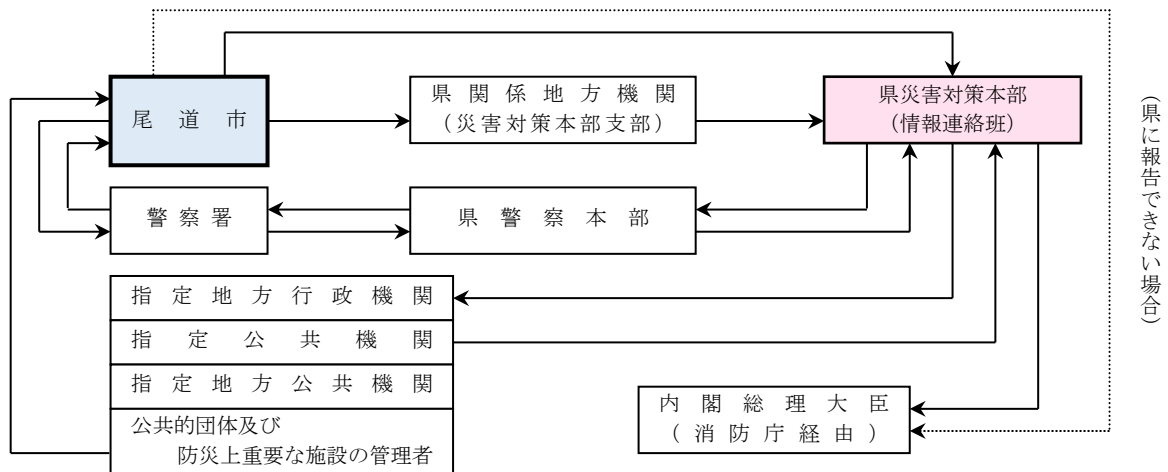 尾道市
県関係地方機関
（災害対策本部支部）
県災害対策本部
（情報連絡班）
（県に報告できない場合）
警察署
県警察本部
指定地方行政機関
指定公共機関
指定地方公共機関
公共的団体及び
防災上重要な施設の管理者
内閣総理大臣
（消防庁経由）